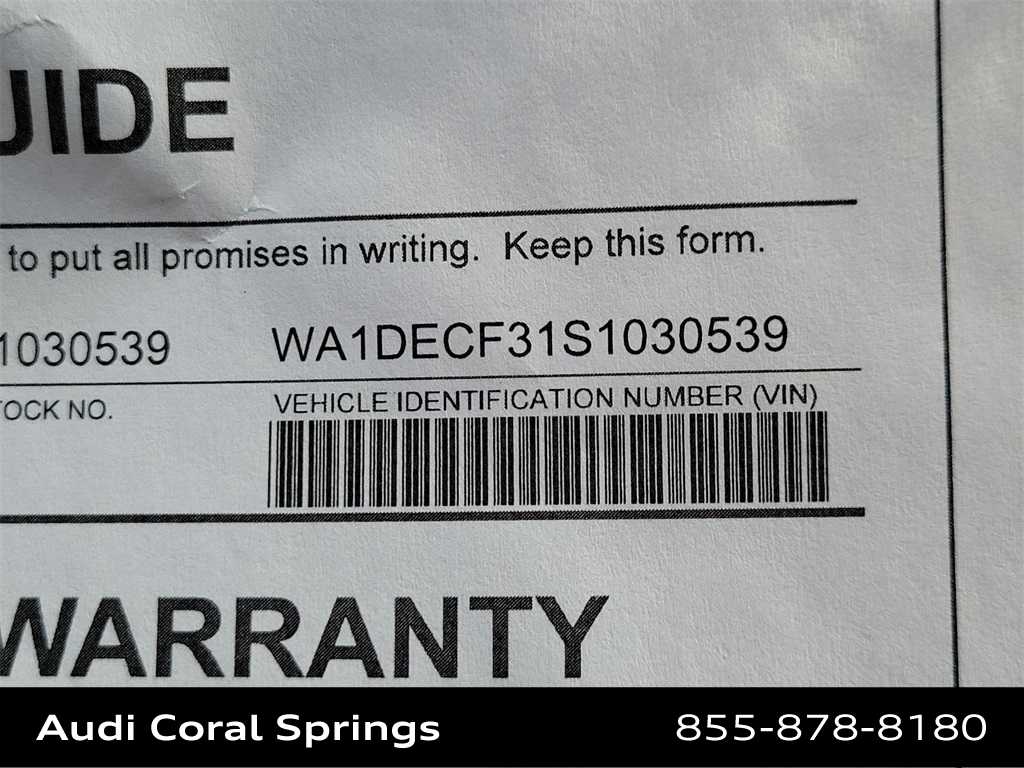 UIDE
to put all promises in writing.  Keep this form.
1030539 WA1DECF31S1030539
TOCK NO. VEHICLE IDENTIFICATION NUMBER (VIN)
WARRANTY
Audi Coral Springs 855-878-8180